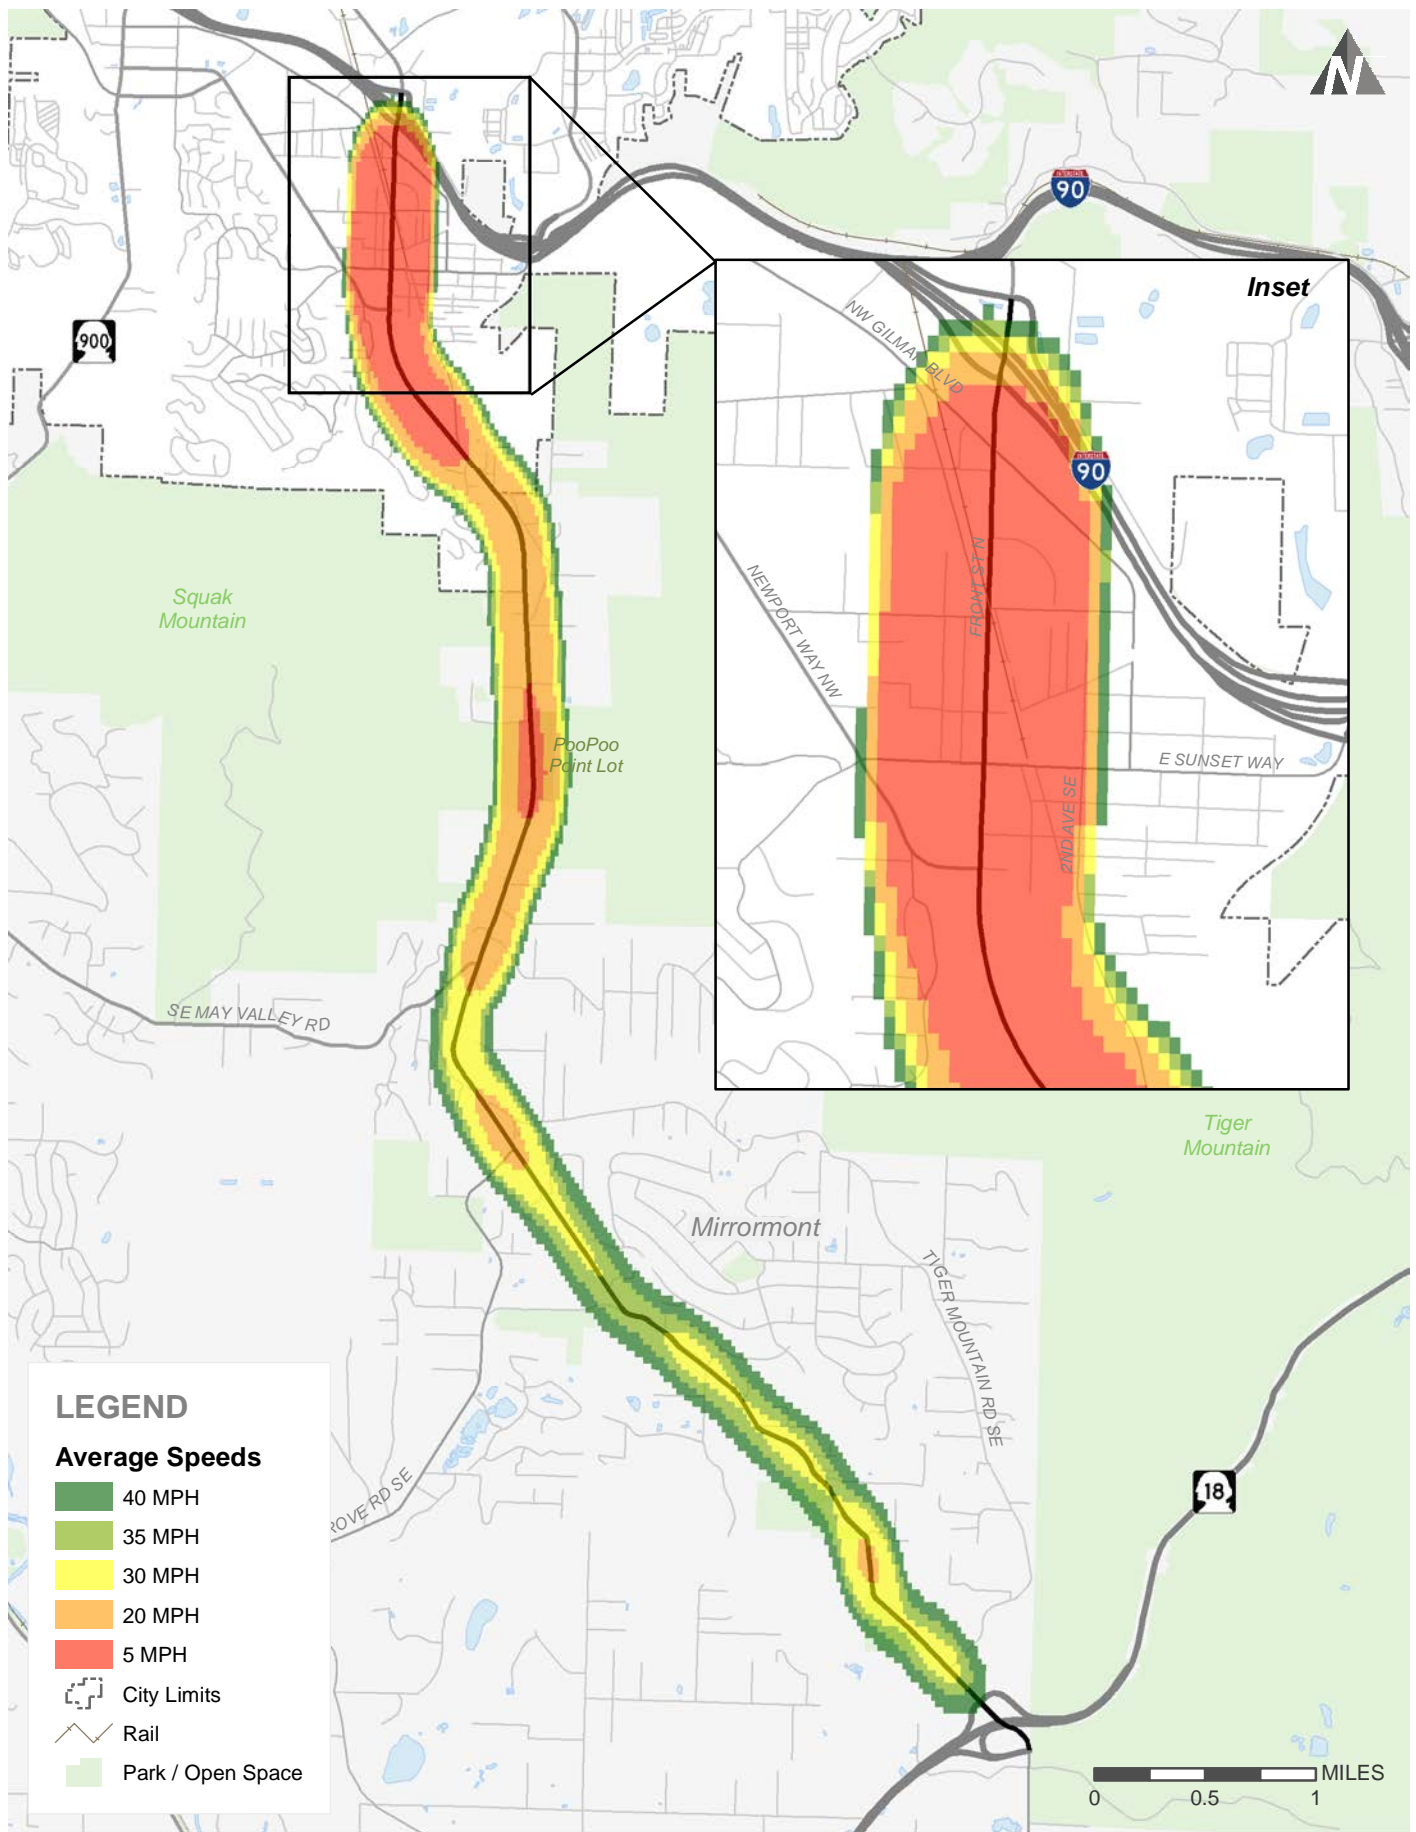 N
90
Inset
NW GILMAN BLVD
90
900
FRONT ST N
NEWPORT WAY NW
Squak
Mountain
PooPoo
Point Lot
E SUNSET WAY
2ND AVE SE
SE MAY VALLEY RD
Tiger
Mountain
Mirrormont
TIGER MOUNTAIN RD SE
18
ROVE RD SE
LEGEND
Average Speeds
40 MPH
35 MPH
30 MPH
20 MPH
5 MPH
City Limits
Rail
Park / Open Space
MILES
0 0.5 1